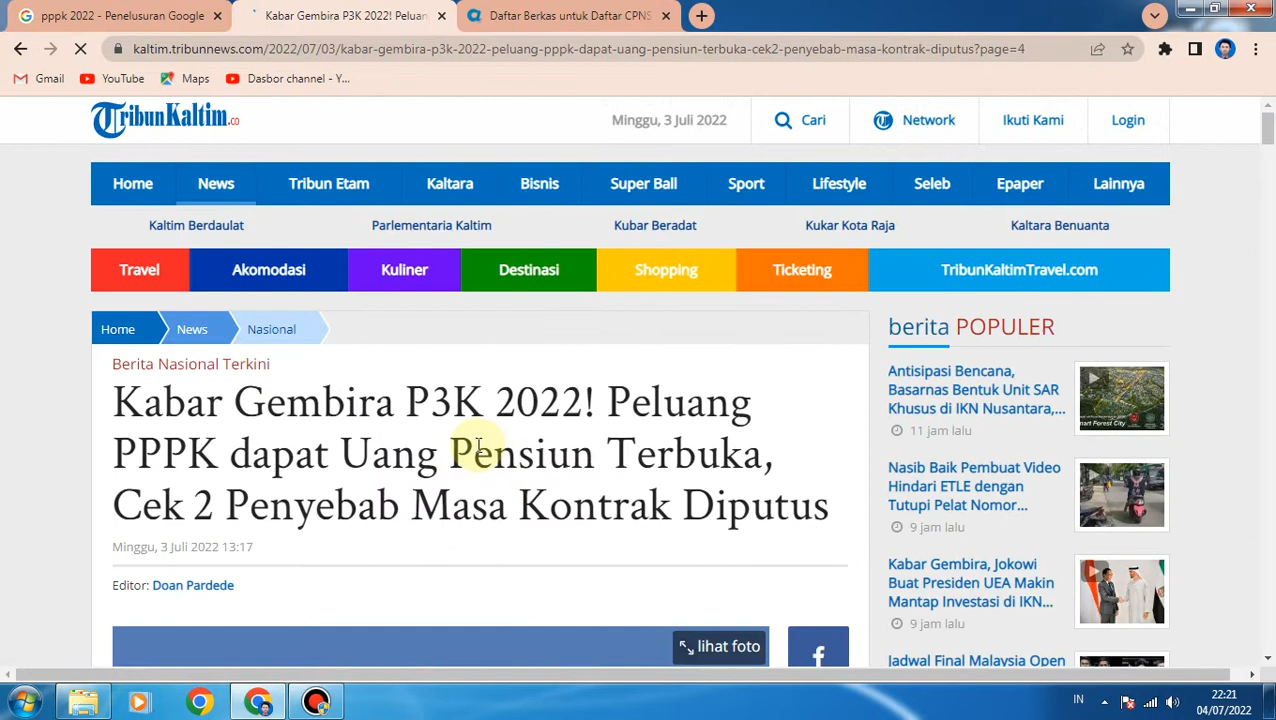 pppk 2022 - Penelusuran Google
Kabar Gembira P3K 2022! Peluan
Daftar Berkas untuk Daftar CPNS
kaltim.tribunnews.com/2022/07/03/kabar-gembira-p3k-2022-peluang-pppk-dapat-uang-pensiun-terbuka-cek2-penyebab-masa-kontrak-diputus?page=4
Gmail YouTube Maps Dasbor channel - Y...
TribunKaltim.co
Minggu, 3 Juli 2022 Cari Network Ikuti Kami Login
Home News Tribun Etam Kaltara Bisnis Super Ball Sport Lifestyle Seleb Epaper Lainnya
Kaltim Berdaulat Parlementaria Kaltim Kubar Beradat Kukar Kota Raja Kaltara Benuanta
Travel Akomodasi Kuliner Destinasi Shopping Ticketing TribunKaltimTravel.com
Home News Nasional
Berita Nasional Terkini
Kabar Gembira P3K 2022! Peluang
PPPK dapat Uang Pensiun Terbuka,
Cek 2 Penyebab Masa Kontrak Diputus
Minggu, 3 Juli 2022 13:17
Editor: Doan Pardede
lihat foto
berita POPULER
Antisipasi Bencana,
Basarnas Bentuk Unit SAR
Khusus di IKN Nusantara,...
11 jam lalu
Nasib Baik Pembuat Video
Hindari ETLE dengan
Tutupi Pelat Nomor...
9 jam lalu
Kabar Gembira, Jokowi
Buat Presiden UEA Makin
Mantap Investasi di IKN...
9 jam lalu
Jadwal Final Malaysia Open
IN
22:21
04/07/2022